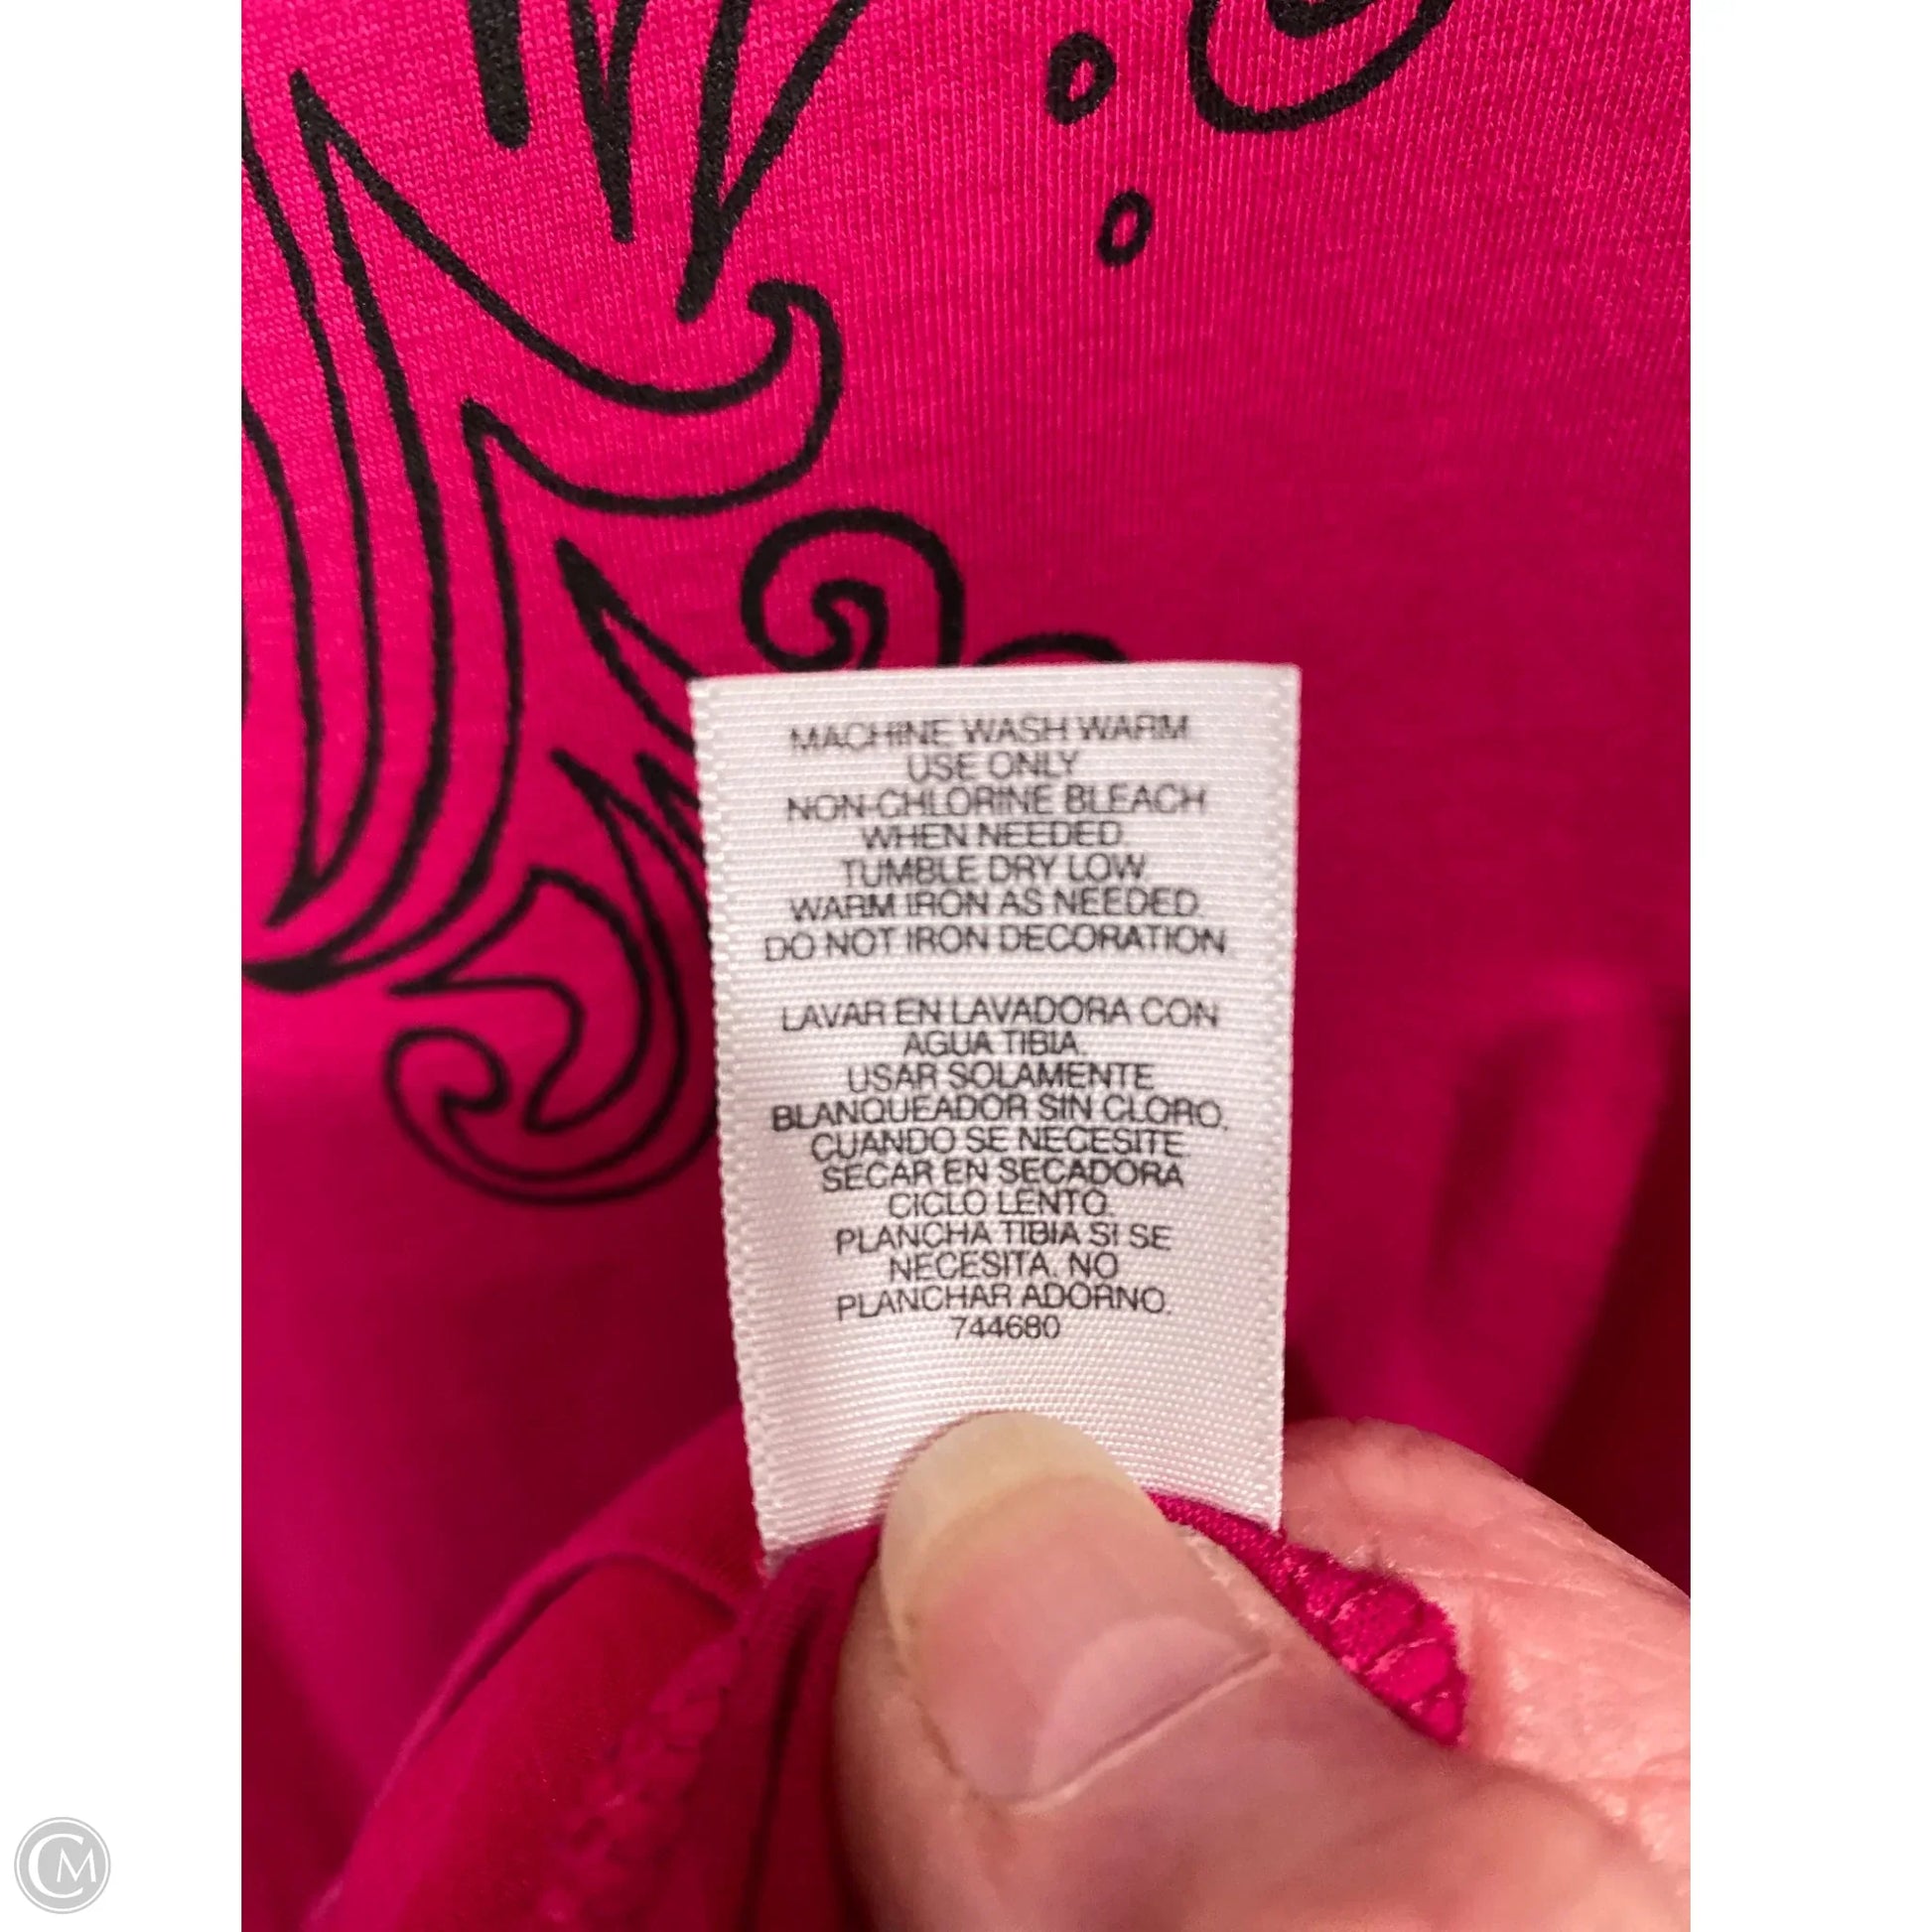 MACHINE WASH WARM
USE ONLY
NON-CHLORINE BLEACH
WHEN NEEDED.
TUMBLE DRY LOW.
WARM IRON AS NEEDED.
DO NOT IRON DECORATION.
LAVAR EN LAVADORA CON
AGUA TIBIA.
USAR SOLAMENTE
BLANQUEADOR SIN CLORO,
CUANDO SE NECESITE
SECAR EN SECADORA
CICLO LENTO.
PLANCHA TIBIA SI SE
NECESITA. NO
PLANCHAR ADORNO.
744680
CM